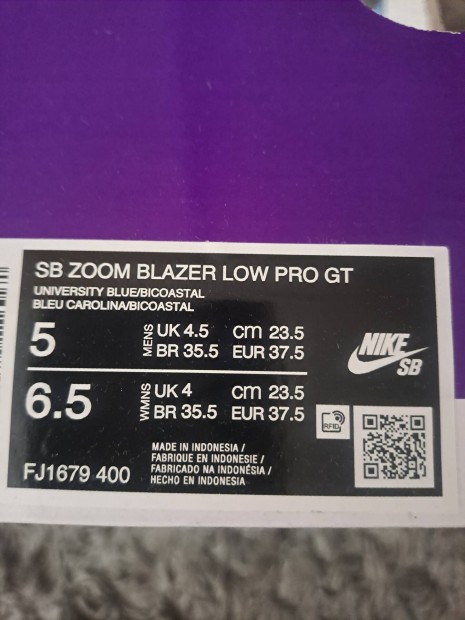 SB ZOOM BLAZER LOW PRO GT
UNIVERSITY BLUE/BICOASTAL
BLEU CAROLINA/BICOASTAL
5 MENS UK 4.5 cm 23.5
BR 35.5 EUR 37.5
NIKE
SB
6.5 WMNS UK 4 cm 23.5
BR 35.5 EUR 37.5
RFID
MADE IN INDONESIA /
FABRIQUE EN INDONESIE /
FABRICADO NA INDONÉSIA /
HECHO EN INDONESIA
FJ1679 400